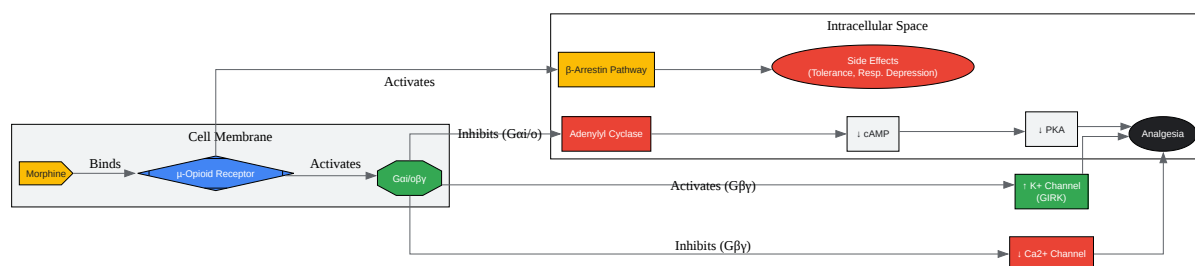 Intracellular Space
β-Arrestin Pathway
Side Effects
(Tolerance, Resp. Depression)
Activates
Cell Membrane
Inhibits (Gαi/o)
Adenylyl Cyclase
↓ cAMP
↓ PKA
Analgesia
Morphine
Binds
μ-Opioid Receptor
Activates
Gαi/oβγ
Activates (Gβγ)
↑ K+ Channel
(GIRK)
Inhibits (Gβγ)
↓ Ca2+ Channel